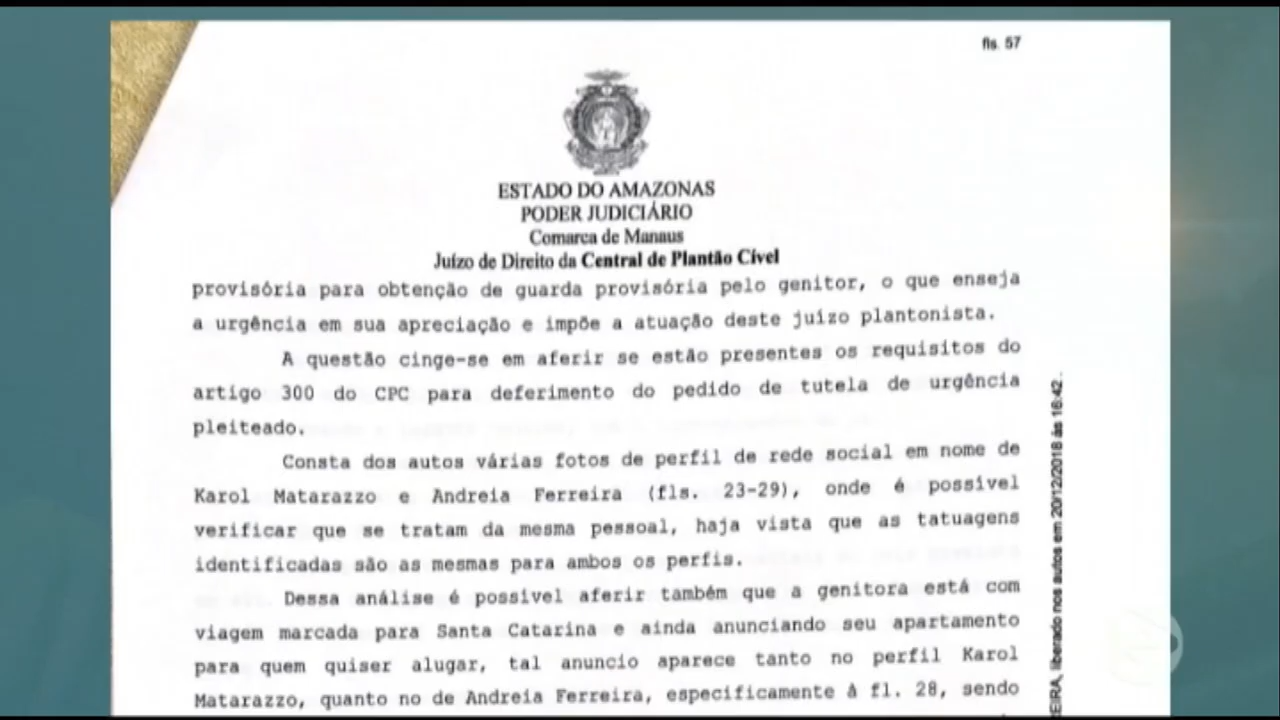 fls. 57
ESTADO DO AMAZONAS
PODER JUDICIÁRIO
Comarca de Manaus
Juízo de Direito da Central de Plantão Cível
provisória para obtenção de guarda provisória pelo genitor, o que enseja
a urgência em sua apreciação e impõe a atuação deste juízo plantonista.
A questão cinge-se em aferir se estão presentes os requisitos do
artigo 300 do CPC para deferimento do pedido de tutela de urgência
pleiteado.
Consta dos autos várias fotos de perfil de rede social em nome de
Karol Matarazzo e Andreia Ferreira (fls. 23-29), onde é possível
verificar que se tratam da mesma pessoal, haja vista que as tatuagens
identificadas são as mesmas para ambos os perfis.
Dessa análise é possível aferir também que a genitora está com
viagem marcada para Santa Catarina e ainda anunciando seu apartamento
para quem quiser alugar, tal anuncio aparece tanto no perfil Karol
Matarazzo, quanto no de Andreia Ferreira, especificamente à fl. 28, sendo
EIRA, liberado nos autos em 20/12/2018 às 16:42 .